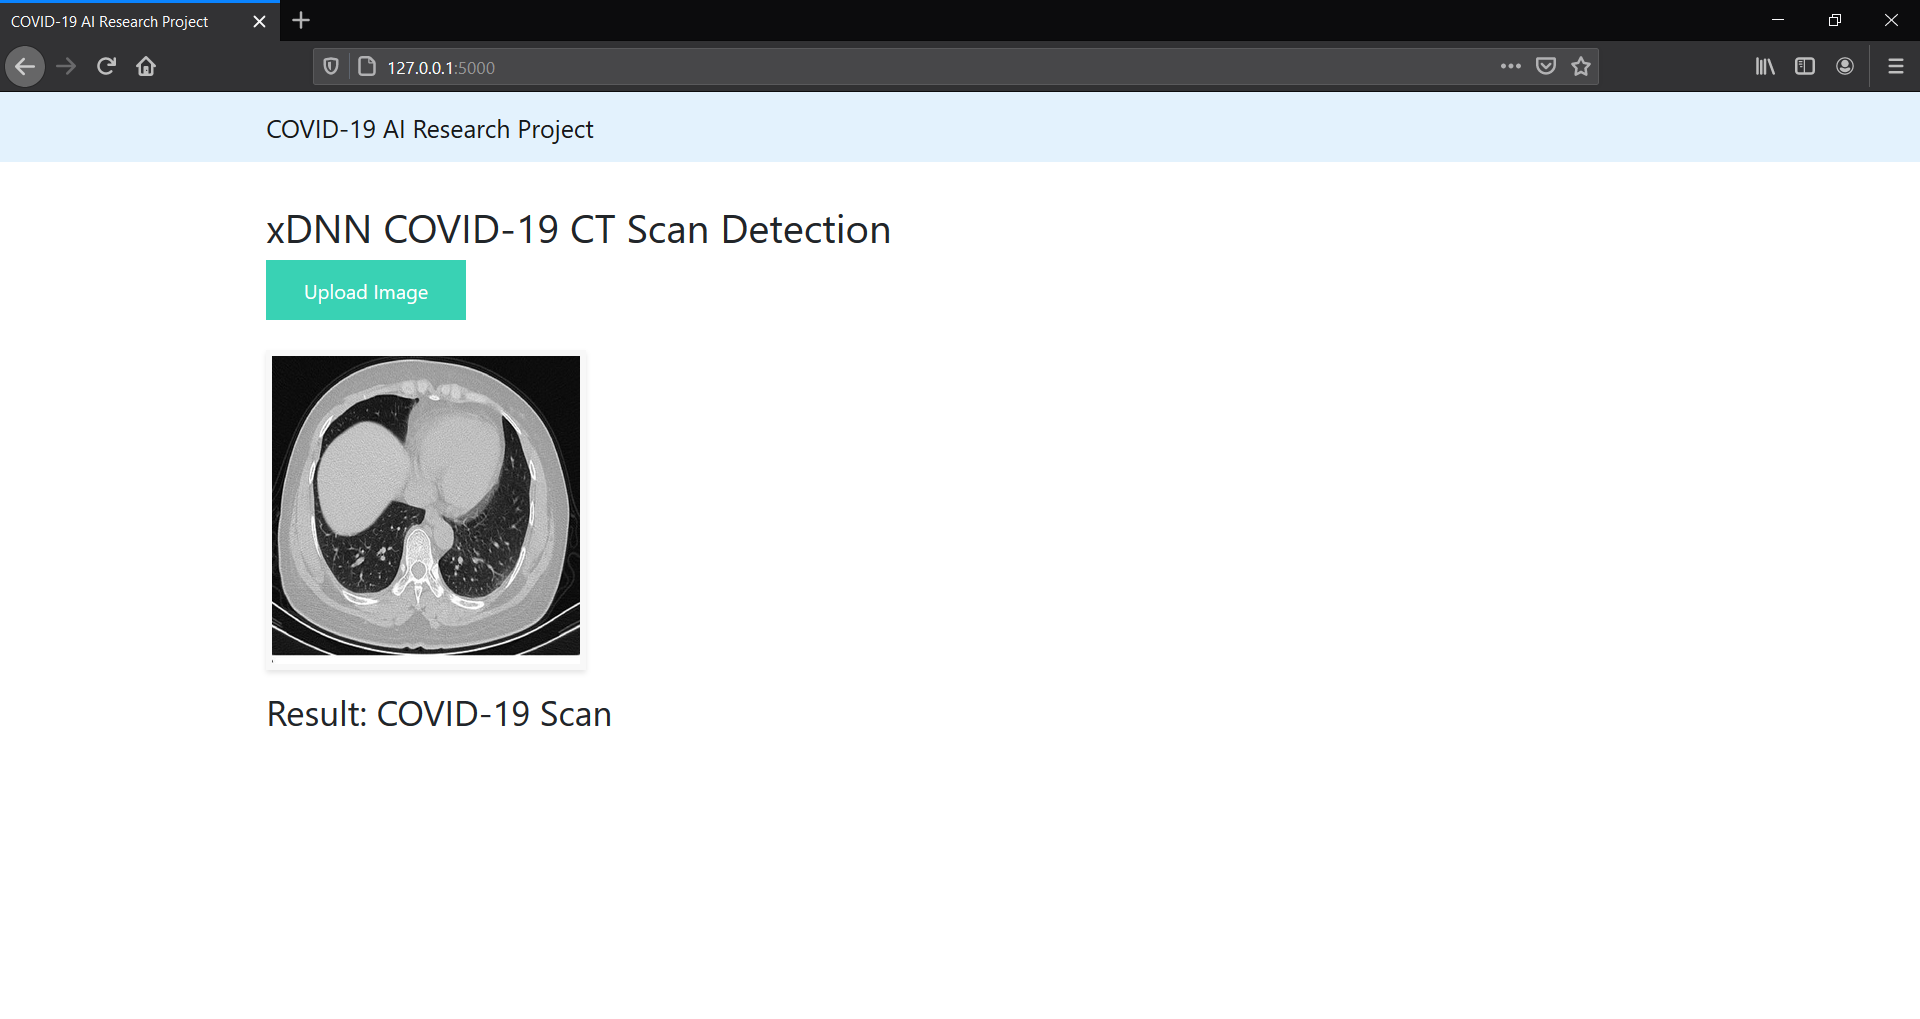 COVID-19 AI Research Project
127.0.0.1:5000
COVID-19 AI Research Project
xDNN COVID-19 CT Scan Detection
Upload Image
Result: COVID-19 Scan